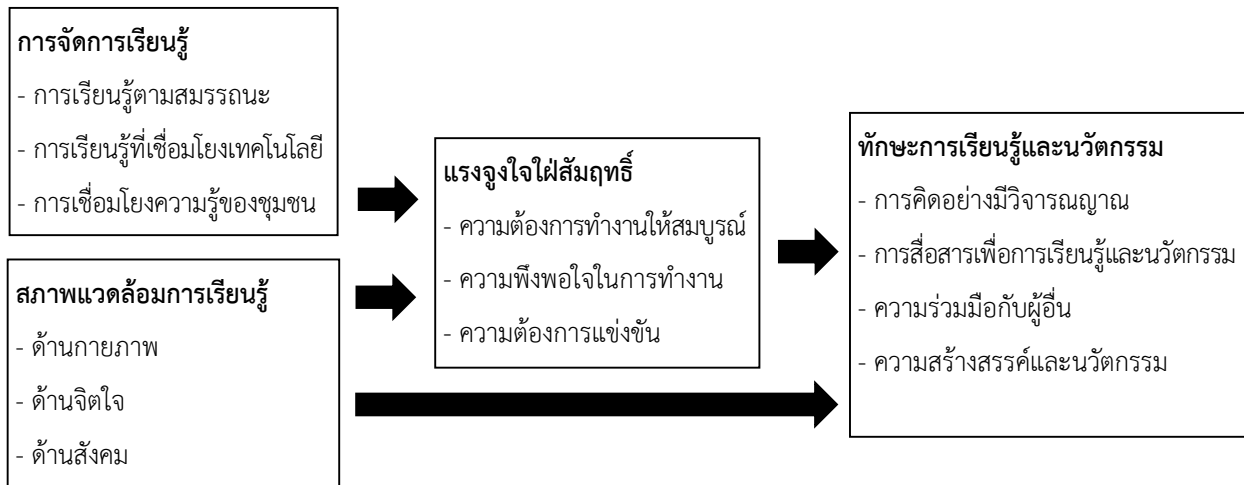 การจัดการเรียนรู้
- การเรียนรู้ตามสมรรถนะ
- การเรียนรู้ที่เชื่อมโยงเทคโนโลยี
- การเชื่อมโยงความรู้ของชุมชน
สภาพแวดล้อมการเรียนรู้
- ด้านกายภาพ
- ด้านจิตใจ
- ด้านสังคม
แรงจูงใจใฝ่สัมฤทธิ์
- ความต้องการทำงานให้สมบูรณ์
- ความพึงพอใจในการทำงาน
- ความต้องการแข่งขัน
ทักษะการเรียนรู้และนวัตกรรม
- การคิดอย่างมีวิจารณญาณ
- การสื่อสารเพื่อการเรียนรู้และนวัตกรรม
- ความร่วมมือกับผู้อื่น
- ความสร้างสรรค์และนวัตกรรม